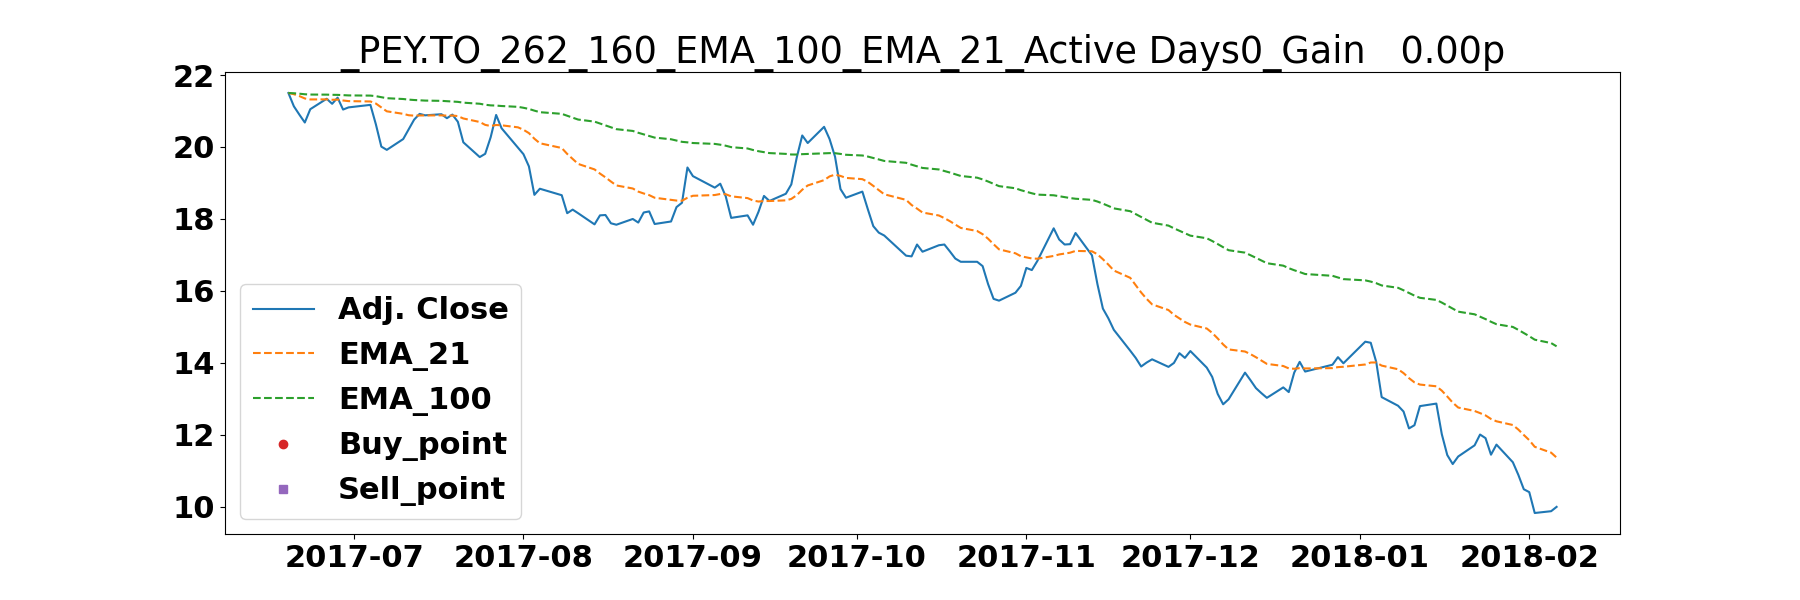 _PEY.TO_262_160_EMA_100_EMA_21_Active Days0_Gain   0.00p
22
20
18
16
14
12
10
Adj. Close
EMA_21
EMA_100
Buy_point
Sell_point
2017-07 2017-08 2017-09 2017-10 2017-11 2017-12 2018-01 2018-02